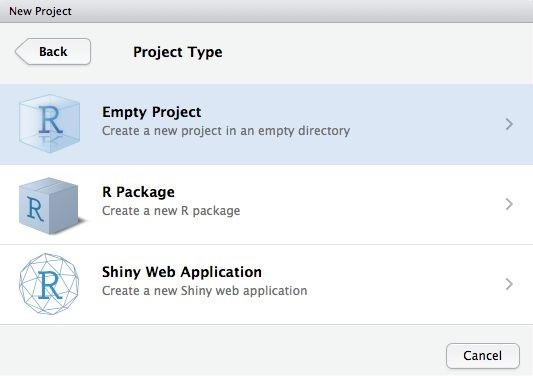 New Project
Back
Project Type
R
Empty Project
Create a new project in an empty directory
R
R Package
Create a new R package
R
Shiny Web Application
Create a new Shiny web application
Cancel